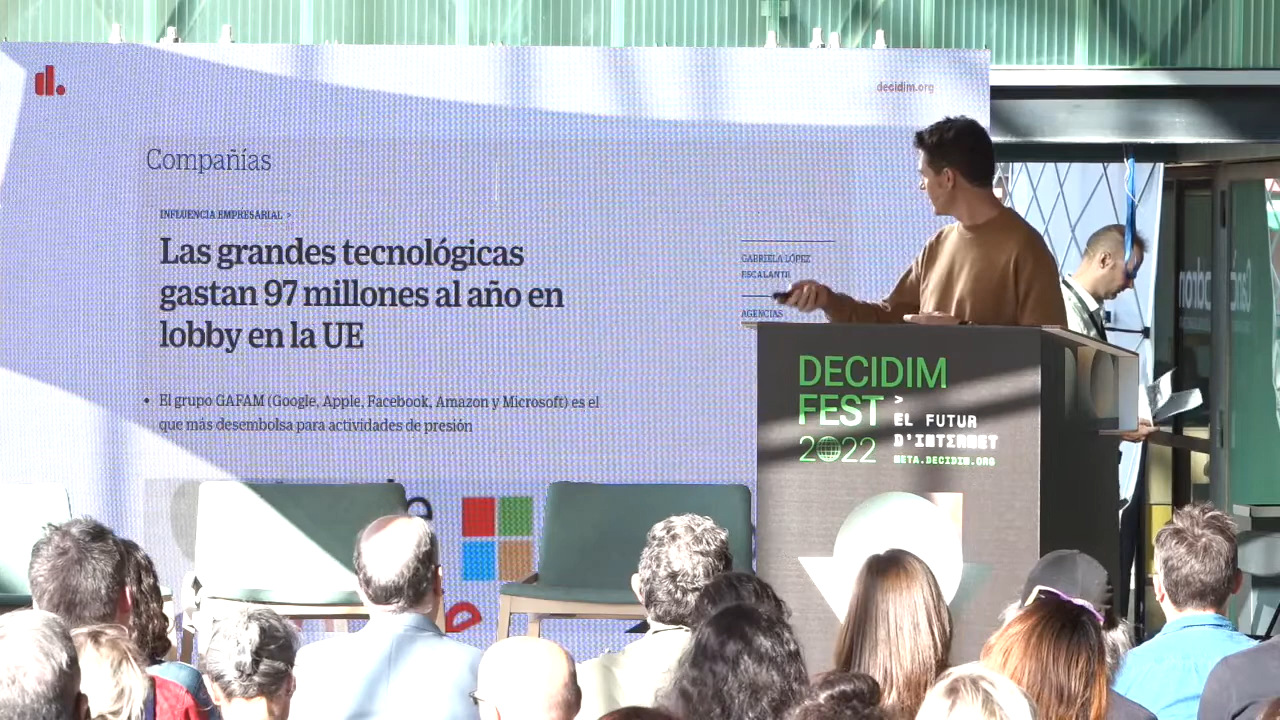 d.
decidim.org
Compañías
INFLUENCIA EMPRESARIAL >
Las grandes tecnológicas
gastan 97 millones al año en
lobby en la UE
GABRIELA LÓPEZ
ESCALANTE
AGENCIAS
• El grupo GAFAM (Google, Apple, Facebook, Amazon y Microsoft) es el
que más desembolsa para actividades de presión
DECIDIM
FEST >
2022
EL FUTUR
D'INTERNET
META.DECIDIM.ORG